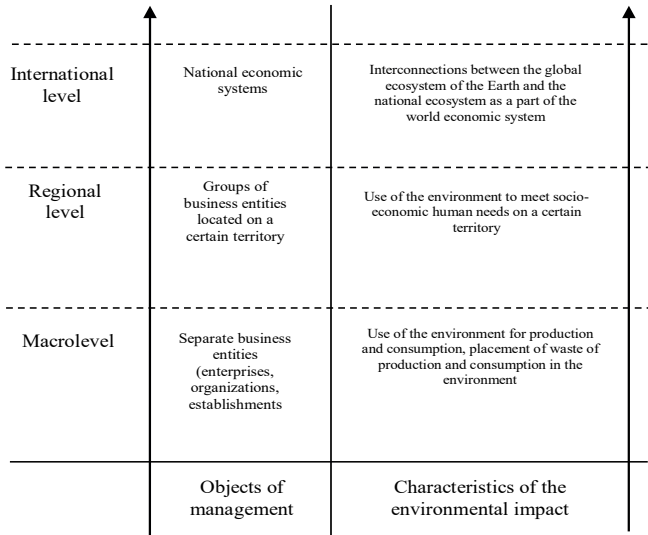 International
level
National economic
systems
Interconnections between the global
ecosystem of the Earth and the
national ecosystem as a part of the
world economic system
Regional
level
Groups of
business entities
located on a
certain territory
Use of the environment to meet socio-
economic human needs on a certain
territory
Macrolevel
Separate business
entities
(enterprises,
organizations,
establishments
Use of the environment for production
and consumption, placement of waste of
production and consumption in the
environment
Objects of
management
Characteristics of the
environmental impact